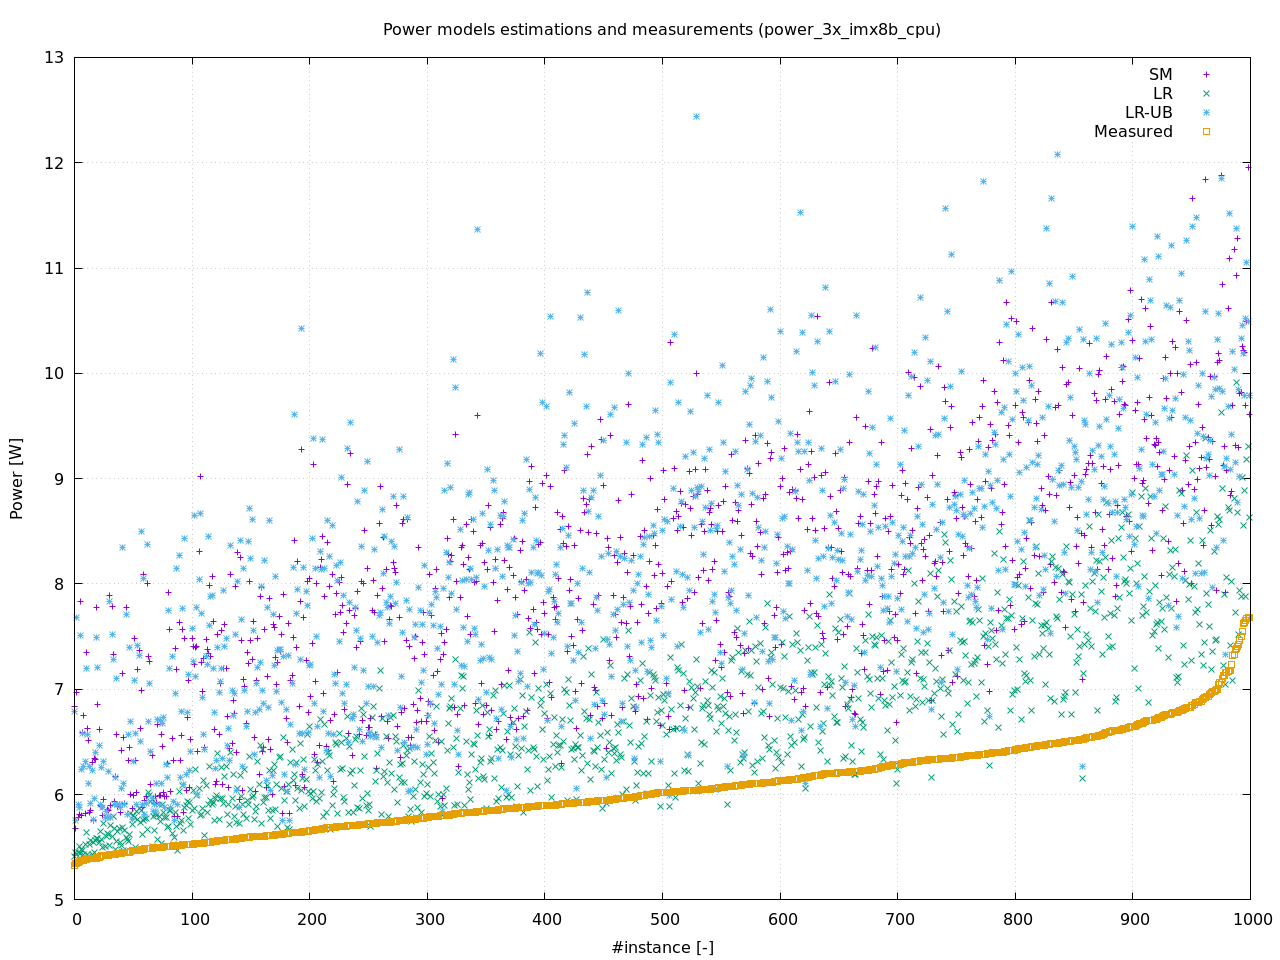 Power models estimations and measurements (power_3x_imx8b_cpu)
SM
LR
LR-UB
Measured
Power [W]
13
12
11
10
9
8
7
6
5
0 100 200 300 400 500 600 700 800 900 1000
#instance [-]